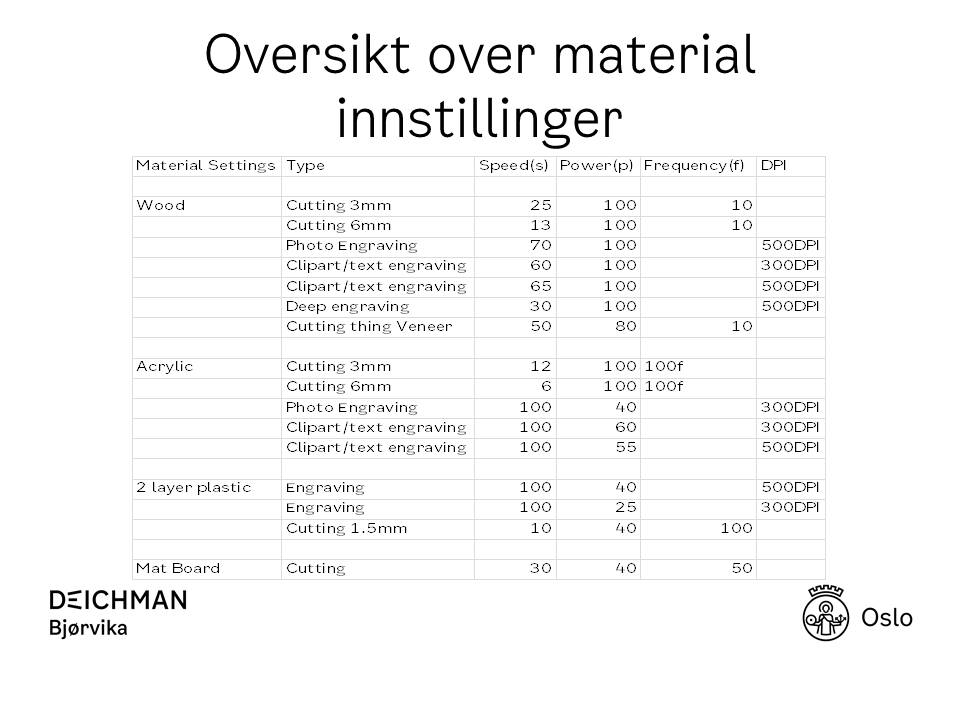 Oversikt over material
innstillinger
Material Settings Type Speed(s) Power(p) Frequency(f) DPI
Wood Cutting 3mm 25 100 10
Cutting 6mm 13 100 10
Photo Engraving 70 100 500DPI
Clipart/text engraving 60 100 300DPI
Clipart/text engraving 65 100 500DPI
Deep engraving 30 100 500DPI
Cutting thing Veneer 50 80 10
Acrylic Cutting 3mm 12 100 100f
Cutting 6mm 6 100 100f
Photo Engraving 100 40 300DPI
Clipart/text engraving 100 60 300DPI
Clipart/text engraving 100 55 500DPI
2 layer plastic Engraving 100 40 500DPI
Engraving 100 25 300DPI
Cutting 1.5mm 10 40 100
Mat Board Cutting 30 40 50
DEICHMAN
Bjørvika
Oslo